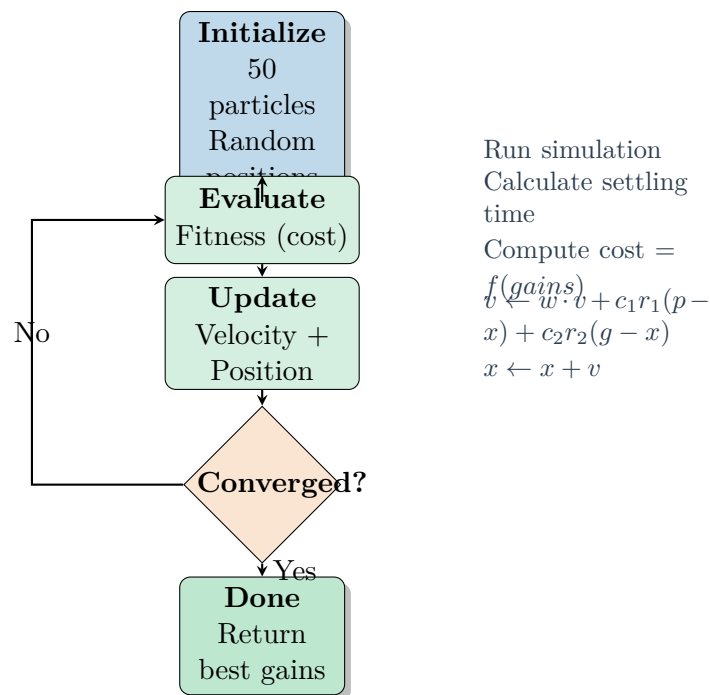 Initialize
50
particles
Random
positions
Evaluate
Fitness (cost)
Update
Velocity +
Position
Converged?
No
Yes
Done
Return
best gains
Run simulation
Calculate settling
time
Compute cost =
f(gains)
v ← w · v + c₁r₁(p −
x) + c₂r₂(g − x)
x ← x + v